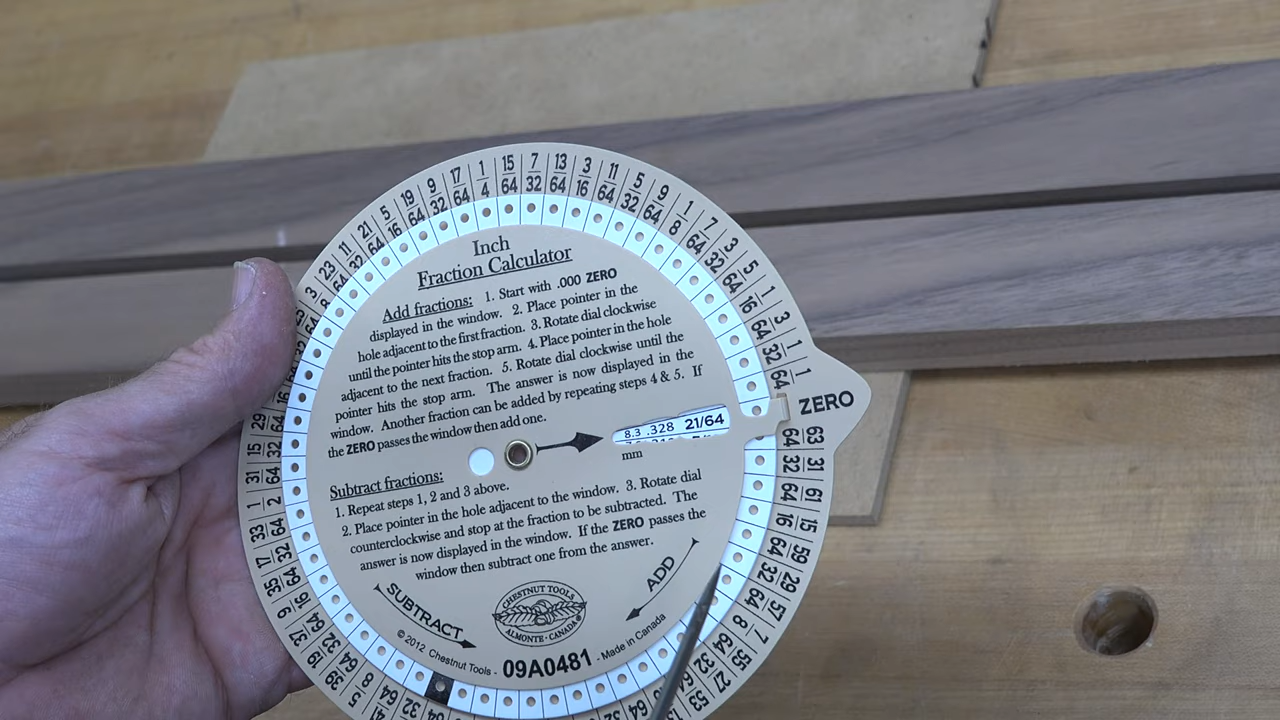 Inch
Fraction Calculator
Add fractions: 1. Start with .000 ZERO
displayed in the window. 2. Place pointer in the
hole adjacent to the first fraction. 3. Rotate dial clockwise
until the pointer hits the stop arm. 4. Place pointer in the hole
adjacent to the next fraction. 5. Rotate dial clockwise until the
pointer hits the stop arm. The answer is now displayed in the
window. Another fraction can be added by repeating steps 4 & 5. If
the ZERO passes the window then add one.
8.3 .328 21/64
mm
ZERO
Subtract fractions:
1. Repeat steps 1, 2 and 3 above.
2. Place pointer in the hole adjacent to the window. 3. Rotate dial
counterclockwise and stop at the fraction to be subtracted. The
answer is now displayed in the window. If the ZERO passes the
window then subtract one from the answer.
SUBTRACT
ADD
CHESTNUT TOOLS
ALMONTE · CANADA
© 2012 Chestnut Tools - 09A0481 - Made in Canada
31/64 15/32 29/64
23/64 11/32 21/64 5/16 19/64 9/32 17/64 1/4 15/64 7/32 13/64 3/16 11/64 5/32 9/64 1/8 7/64 3/32 5/64 1/16 3/64 1/32 1/64
63/64 31/32 61/64 15/16 59/64 29/32 57/64 7/8 55/64 27/32
1/2 33/64 17/32 35/64 9/16 37/64 19/32 39/64 5/8